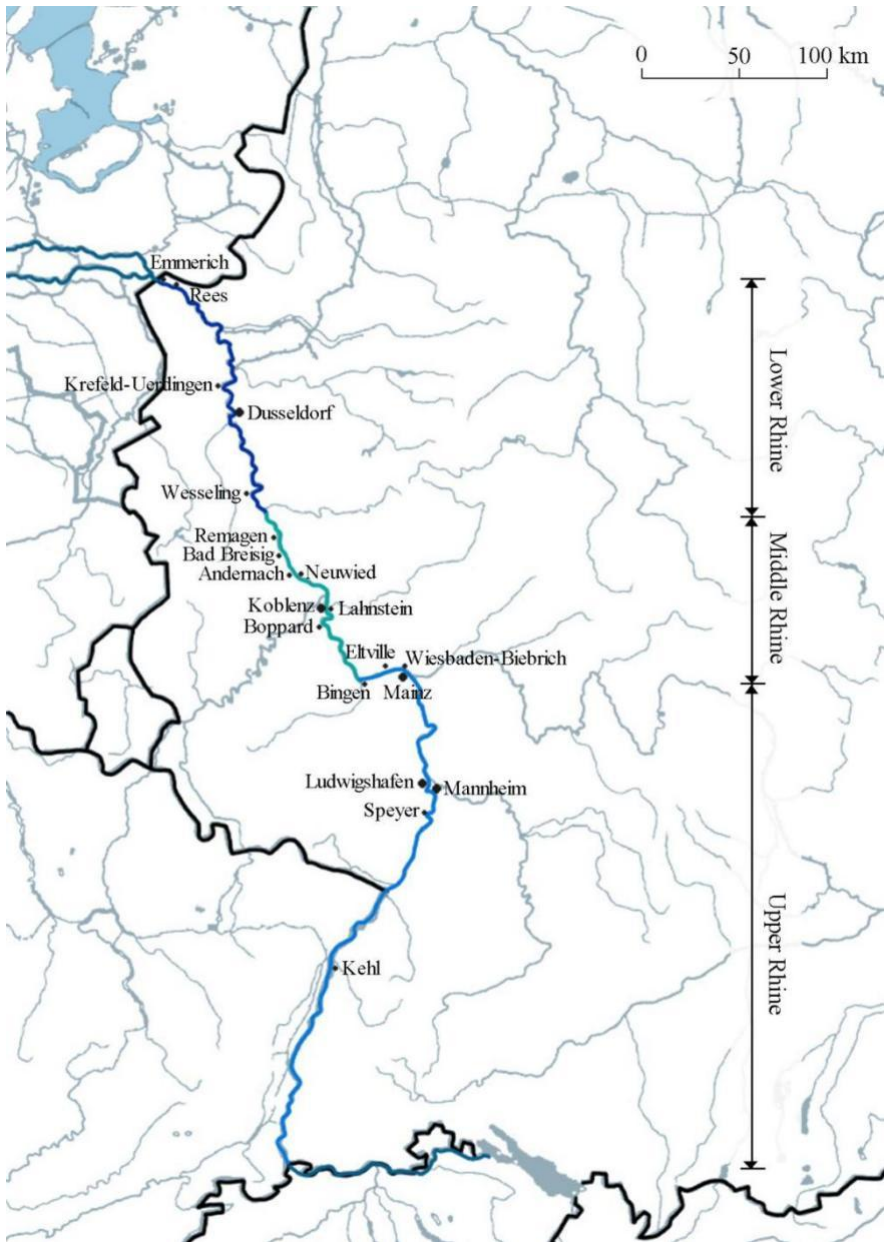 0 50 100 km
Emmerich
Rees
Krefeld-Uerdingen
Dusseldorf
Wesseling
Remagen
Bad Breisig
Andernach
Neuwied
Koblenz
Lahnstein
Boppard
Eltville
Wiesbaden-Biebrich
Bingen
Mainz
Ludwigshafen
Mannheim
Speyer
Kehl
Lower Rhine
Middle Rhine
Upper Rhine